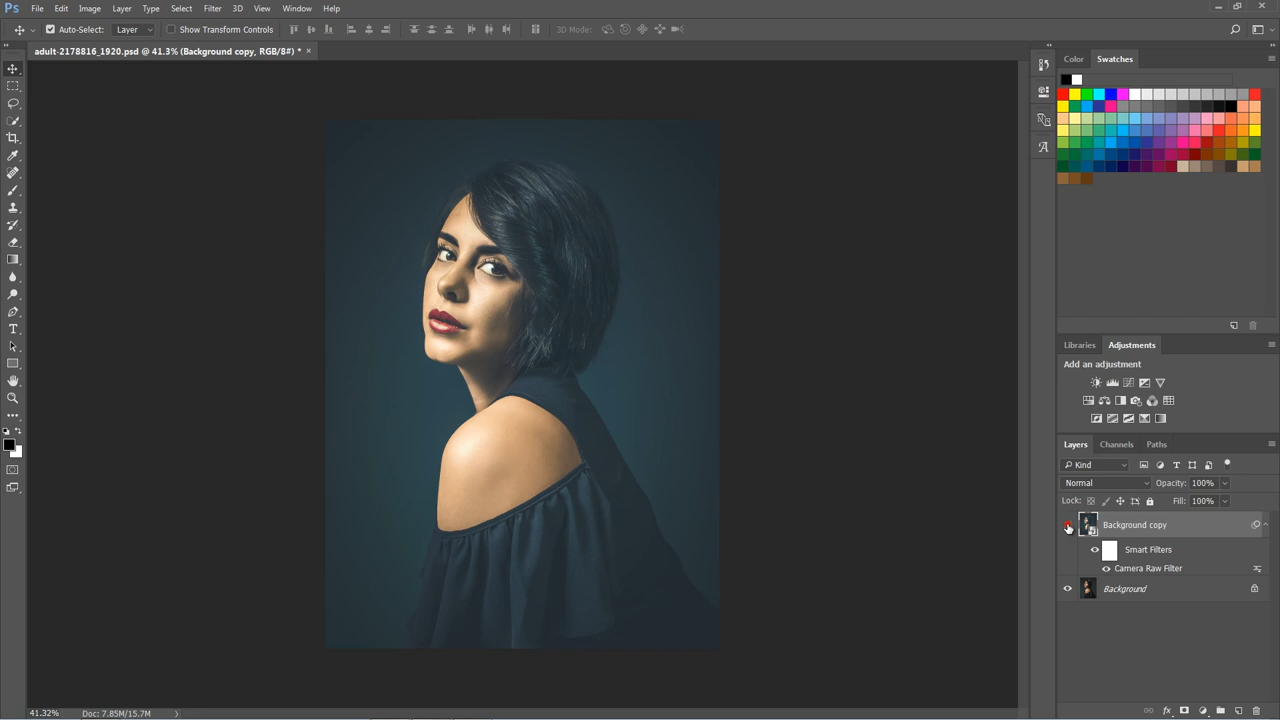 Ps File Edit Image Layer Type Select Filter 3D View Window Help
Auto-Select: Layer Show Transform Controls 3D Mode:
adult-2178816_1920.psd @ 41.3% (Background copy, RGB/8#) * ×
Color Swatches
Libraries Adjustments
Add an adjustment
Layers Channels Paths
Kind
Normal Opacity: 100%
Lock: Fill: 100%
Background copy
Smart Filters
Camera Raw Filter
Background
41.32% Doc: 7.85M/15.7M